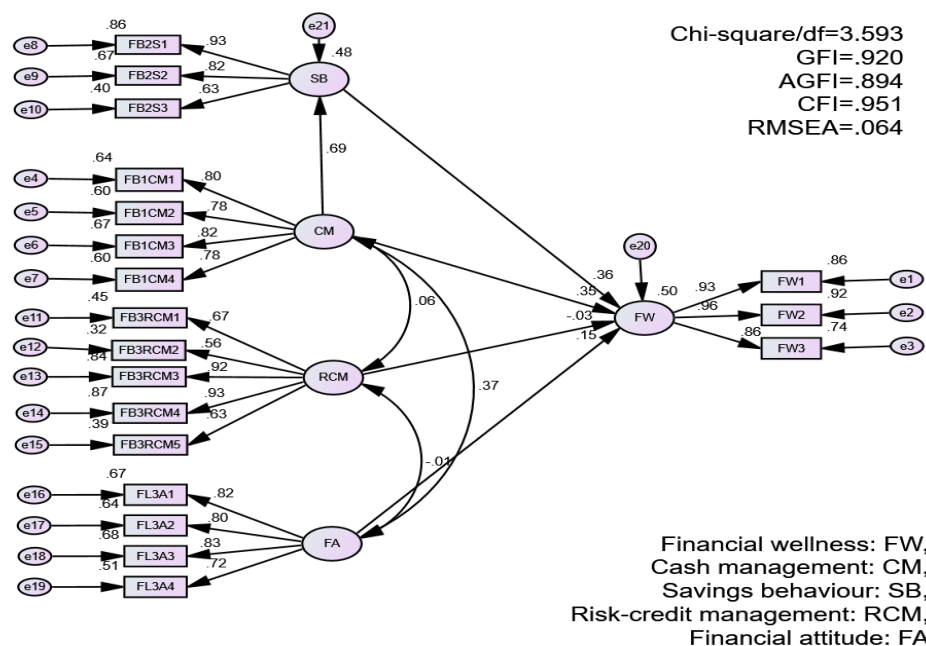 Chi-square/df=3.593
GFI=.920
AGFI=.894
CFI=.951
RMSEA=.064
e21
.48
SB
e8
.86
FB2S1
.93
e9
.67
FB2S2
.82
e10
.40
FB2S3
.63
.69
e4
.64
FB1CM1
.80
e5
.60
FB1CM2
.78
e6
.67
FB1CM3
.82
e7
.60
FB1CM4
.78
CM
e20
.36
.35
.50
-.03
.15
FW
.93
.86
FW1
e1
.96
.92
FW2
e2
.86
.74
FW3
e3
.06
e11
.45
FB3RCM1
.67
e12
.32
FB3RCM2
.56
e13
.84
FB3RCM3
.92
e14
.87
FB3RCM4
.93
e15
.39
FB3RCM5
.63
RCM
.37
-.01
e16
.67
FL3A1
.82
e17
.64
FL3A2
.80
e18
.68
FL3A3
.83
e19
.51
FL3A4
.72
FA
Financial wellness: FW,
Cash management: CM,
Savings behaviour: SB,
Risk-credit management: RCM,
Financial attitude: FA